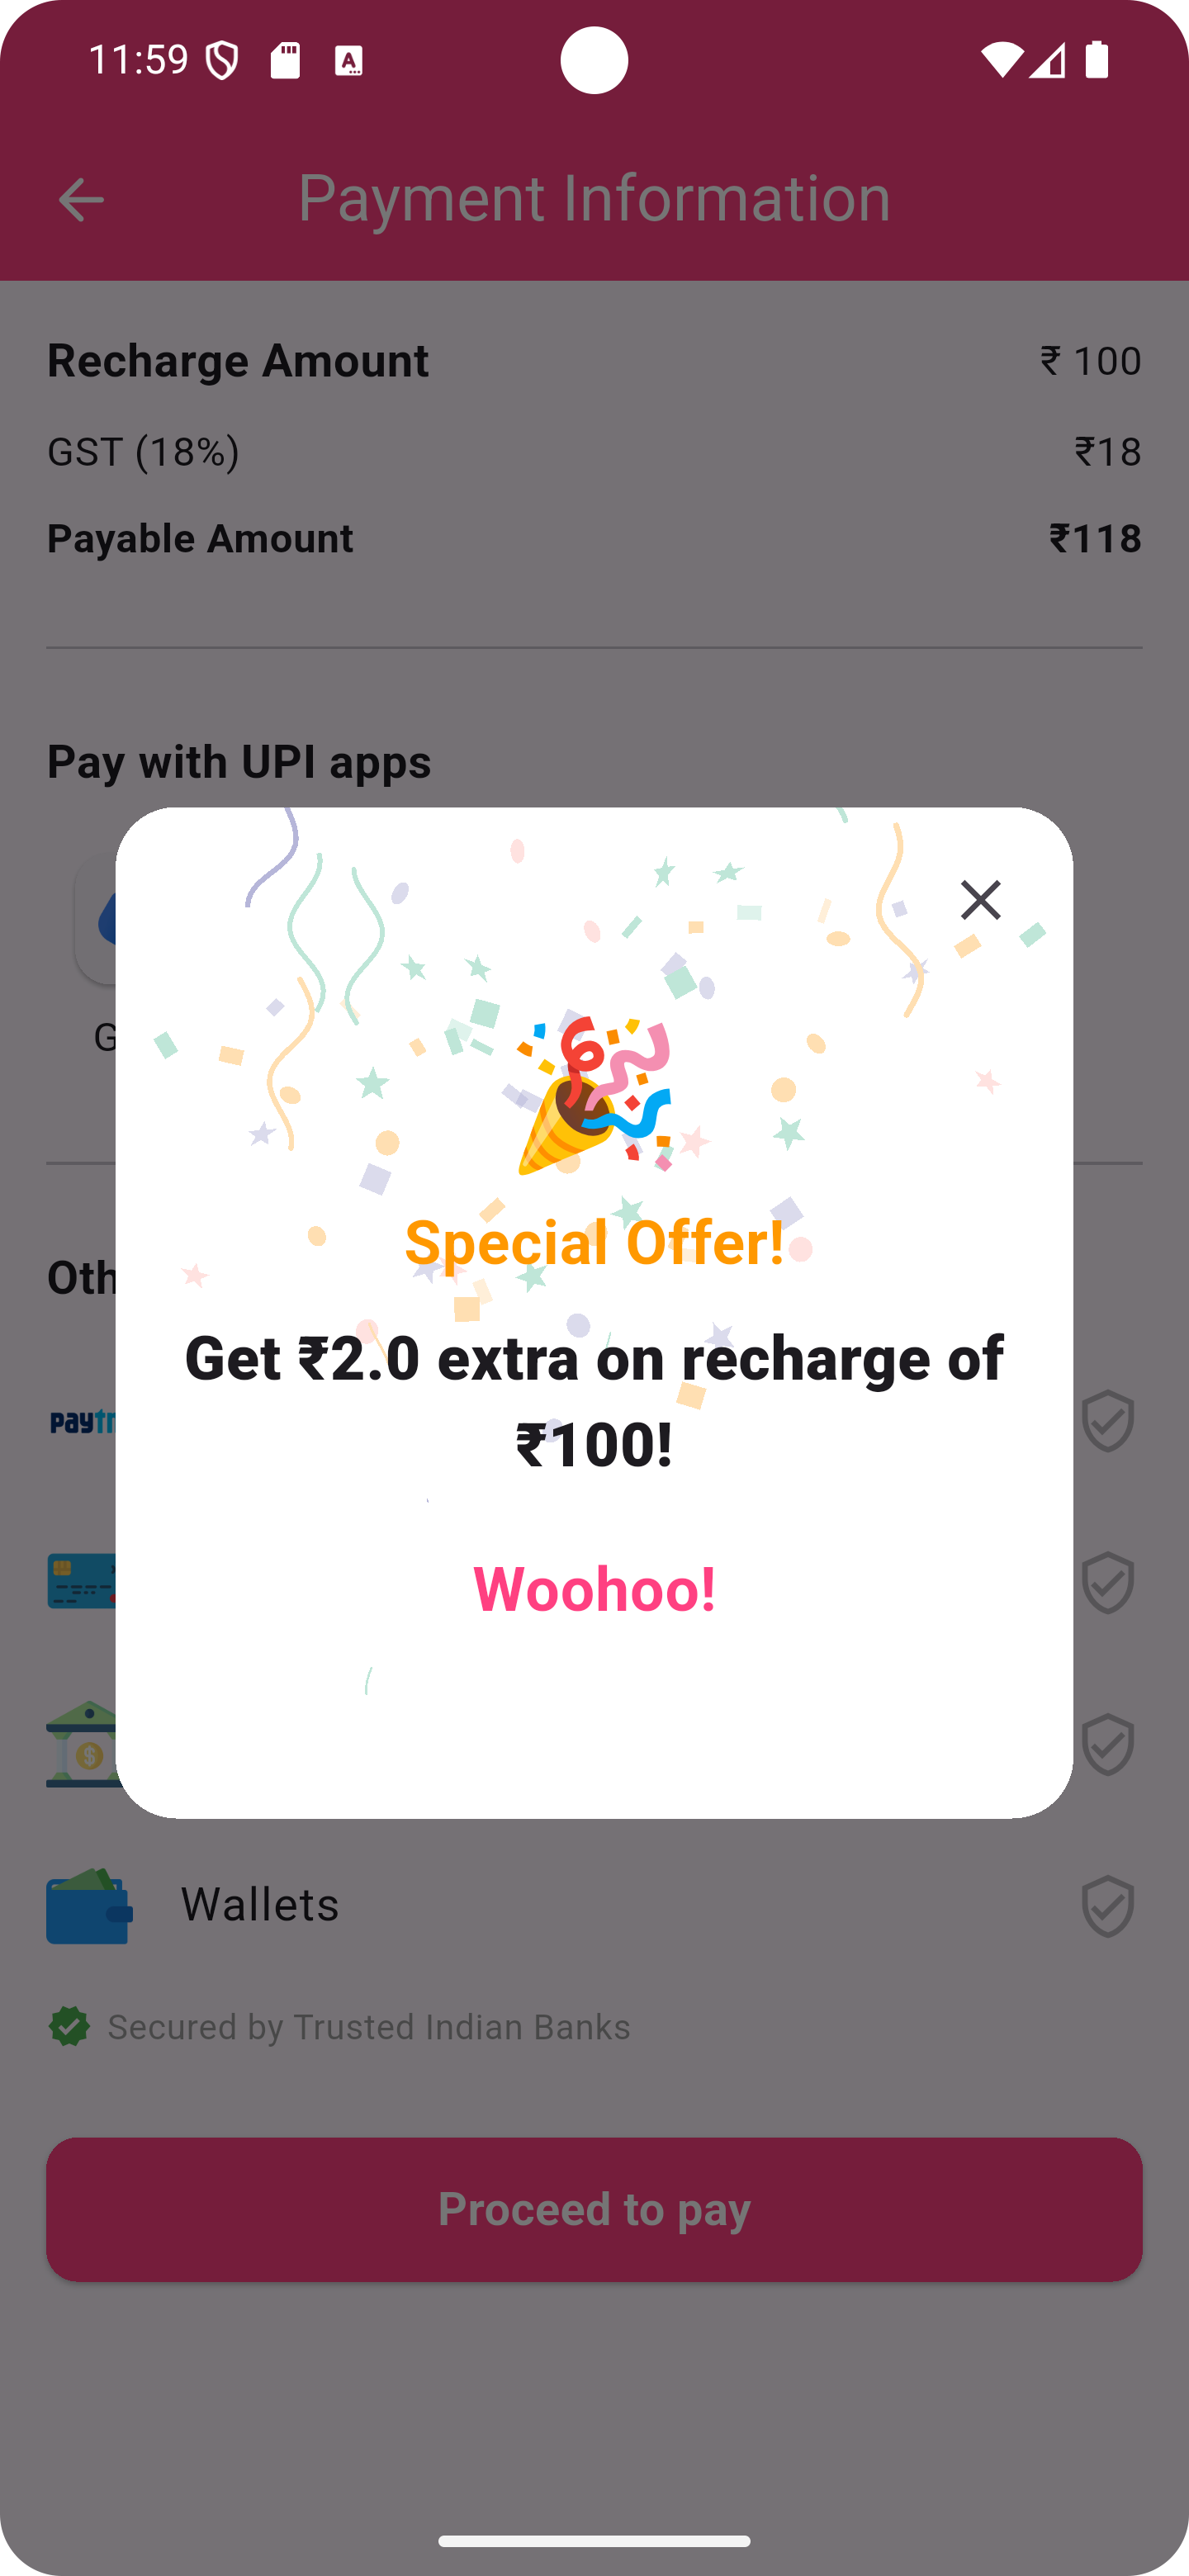 11:59
Payment Information
Recharge Amount ₹ 100
GST (18%) ₹18
Payable Amount ₹118
Pay with UPI apps
G
Special Offer!
Oth
Get ₹2.0 extra on recharge of
₹100!
Woohoo!
Wallets
Secured by Trusted Indian Banks
Proceed to pay